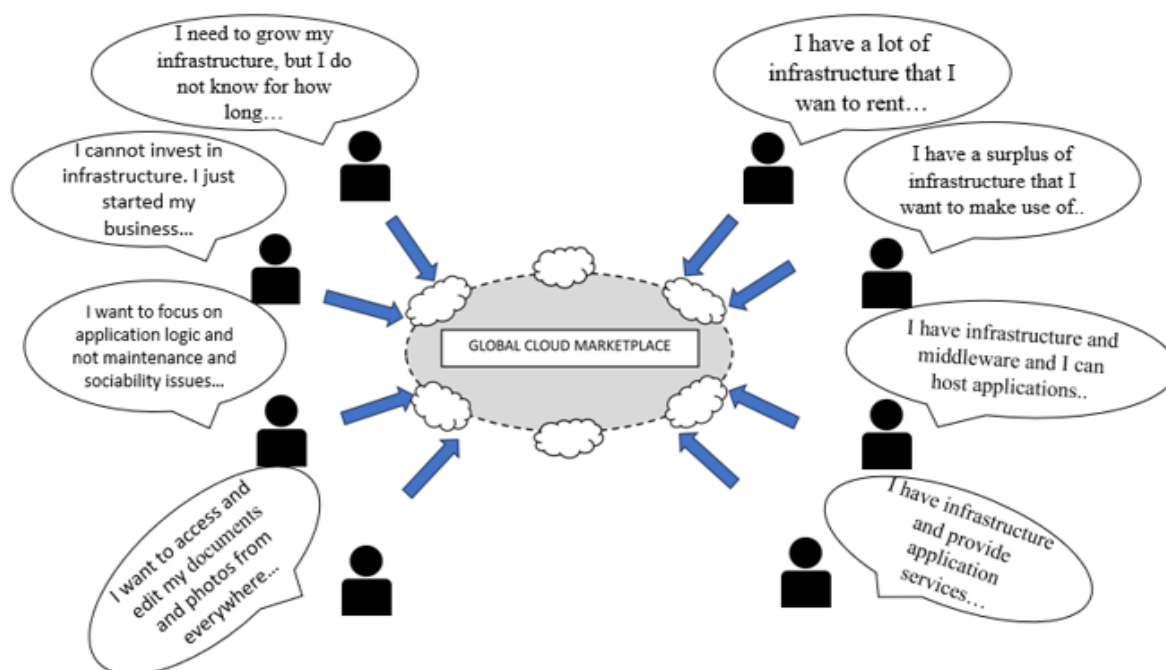 I need to grow my
infrastructure, but I do
not know for how
long…
I have a lot of
infrastructure that I
wan to rent…
I cannot invest in
infrastructure. I just
started my
business…
I have a surplus of
infrastructure that I
want to make use of..
I want to focus on
application logic and
not maintenance and
sociability issues…
GLOBAL CLOUD MARKETPLACE
I have infrastructure and
middleware and I can
host applications..
I want to access and
edit my documents
and photos from
everywhere…
I have infrastructure
and provide
application
services…